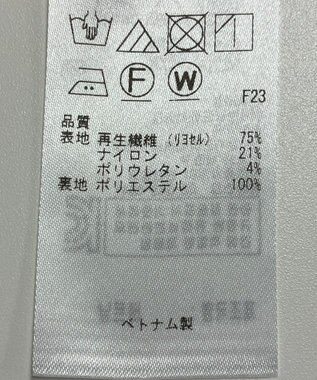 F W
F23
品質
表地 再生繊維 (リヨセル) 75%
ナイロン 21%
ポリウレタン 4%
裏地 ポリエステル 100%
ベトナム製